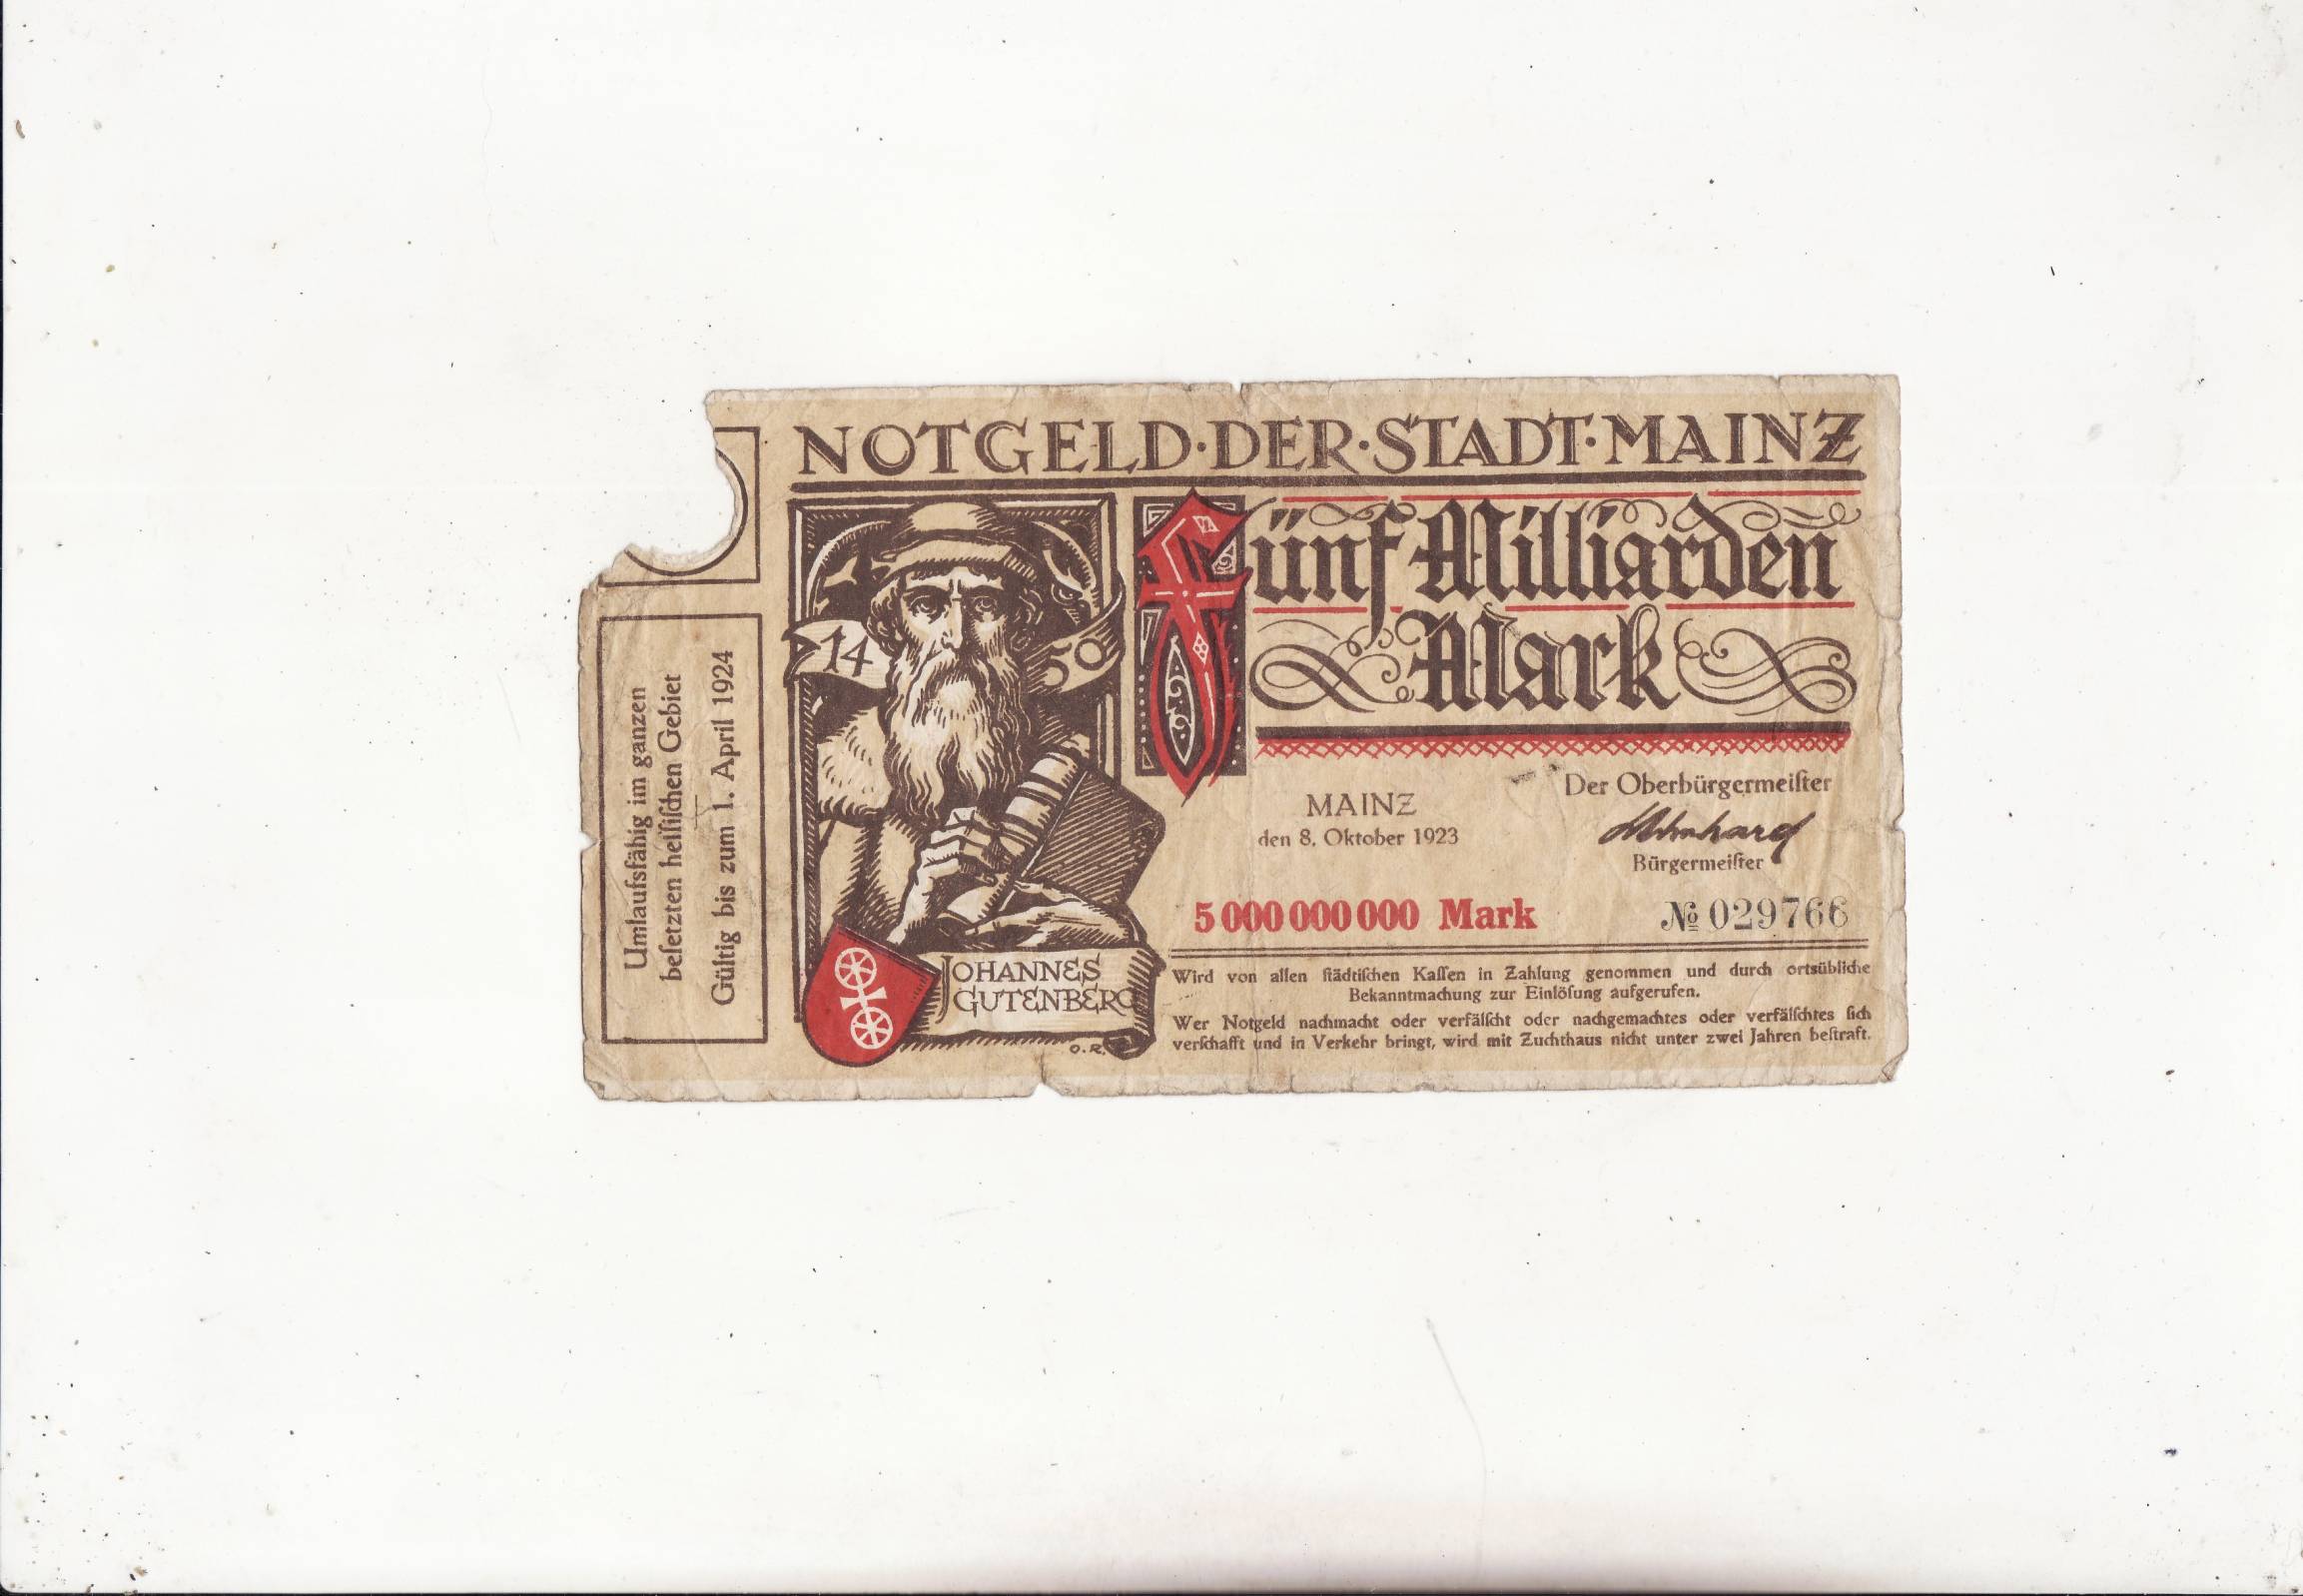 NOTGELD·DER·STADT·MAINZ
Fünf Milliarden
Mark
14 50
JOHANNES
GUTENBERG
O.R.
MAINZ
den 8. Oktober 1923
Der Oberbürgermeiſter
Bürgermeiſter
5 000 000 000 Mark
№ 029766
Wird von allen ſtädtiſchen Kaſſen in Zahlung genommen und durch ortsübliche
Bekanntmachung zur Einlöſung aufgerufen.
Wer Notgeld nachmacht oder verfälſcht oder nachgemachtes oder verfälſchtes ſich
verſchafft und in Verkehr bringt, wird mit Zuchthaus nicht unter zwei Jahren beſtraft.
Umlaufsfähig im ganzen
beſetzten heſſiſchen Gebiet
Gültig bis zum 1. April 1924